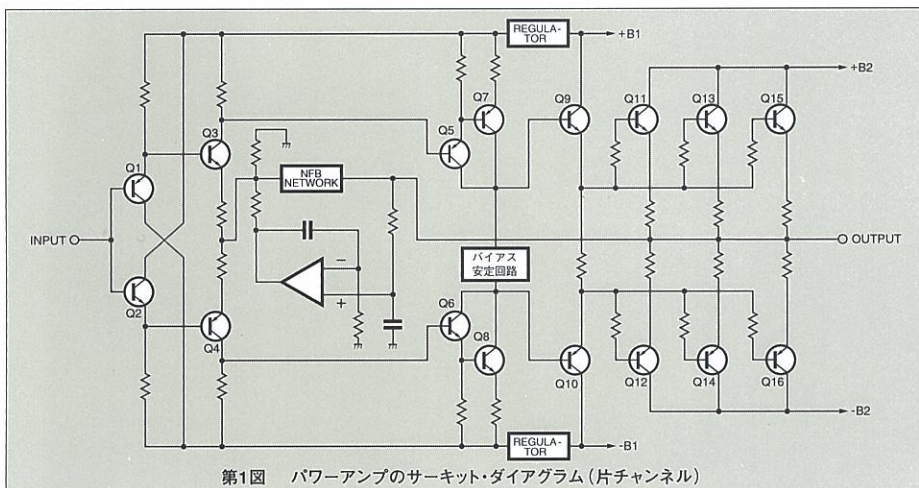 REGULA-
TOR
+B1
+B2
Q7
Q9
Q11
Q13
Q15
Q3
Q5
Q1
NFB
NETWORK
INPUT
OUTPUT
バイアス
安定回路
−
+
Q2
Q4
Q6
Q8
Q10
Q12
Q14
Q16
-B2
REGULA-
TOR
-B1
第1図 パワーアンプのサーキット・ダイアグラム(片チャンネル)